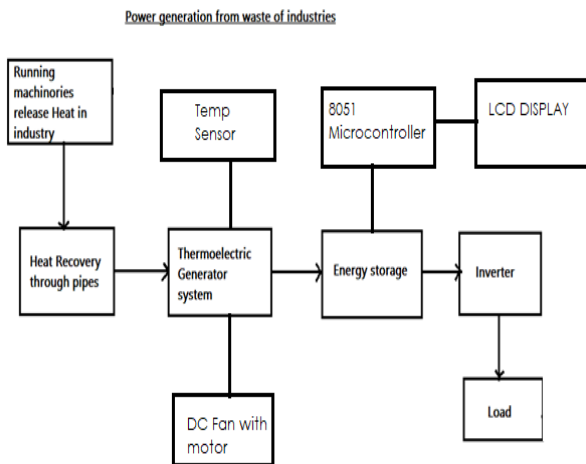 Power generation from waste of industries
Running
machinories
release Heat in
industry
Temp
Sensor
8051
Microcontroller
LCD DISPLAY
Heat Recovery
through pipes
Thermoelectric
Generator
system
Energy storage
Inverter
DC Fan with
motor
Load